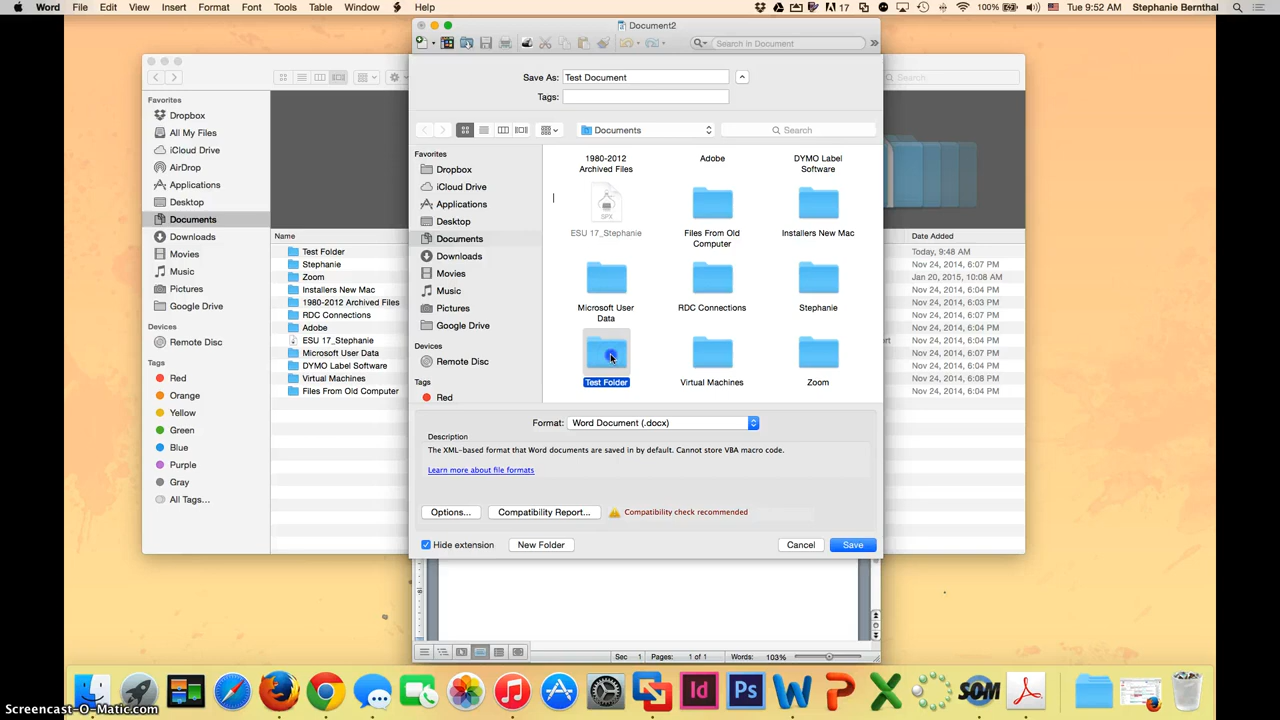 Word File Edit View Insert Format Font Tools Table Window Help 17 100% Tue 9:52 AM Stephanie Bernthal
Document2
Search in Document
Search
Save As: Test Document
Tags:
Documents
Search
Favorites
Dropbox
All My Files
iCloud Drive
AirDrop
Applications
Desktop
Documents
Downloads
Movies
Music
Pictures
Google Drive
Devices
Remote Disc
Tags
Red
Orange
Yellow
Green
Blue
Purple
Gray
All Tags...
Name
Test Folder
Stephanie
Zoom
Installers New Mac
1980-2012 Archived Files
RDC Connections
Adobe
ESU 17_Stephanie
Microsoft User Data
DYMO Label Software
Virtual Machines
Files From Old Computer
Favorites
Dropbox
iCloud Drive
Applications
Desktop
Documents
Downloads
Movies
Music
Pictures
Google Drive
Devices
Remote Disc
Tags
Red
1980-2012
Archived Files
Adobe
DYMO Label
Software
SPX
ESU 17_Stephanie
Files From Old
Computer
Installers New Mac
Microsoft User
Data
RDC Connections
Stephanie
Test Folder
Virtual Machines
Zoom
Date Added
Today, 9:48 AM
Nov 24, 2014, 6:07 PM
Jan 20, 2015, 10:08 AM
Nov 24, 2014, 6:04 PM
Nov 24, 2014, 6:03 PM
Nov 24, 2014, 6:07 PM
Nov 24, 2014, 6:04 PM
Nov 24, 2014, 6:04 PM
Nov 24, 2014, 6:07 PM
Nov 24, 2014, 6:04 PM
Nov 24, 2014, 6:08 PM
Nov 24, 2014, 6:04 PM
Format: Word Document (.docx)
Description
The XML-based format that Word documents are saved in by default. Cannot store VBA macro code.
Learn more about file formats
Options...
Compatibility Report...
Compatibility check recommended
Hide extension
New Folder
Cancel
Save
Sec 1 Pages: 1 of 1 Words: 103%
Id
Ps
SOM
Screencast-O-Matic.com